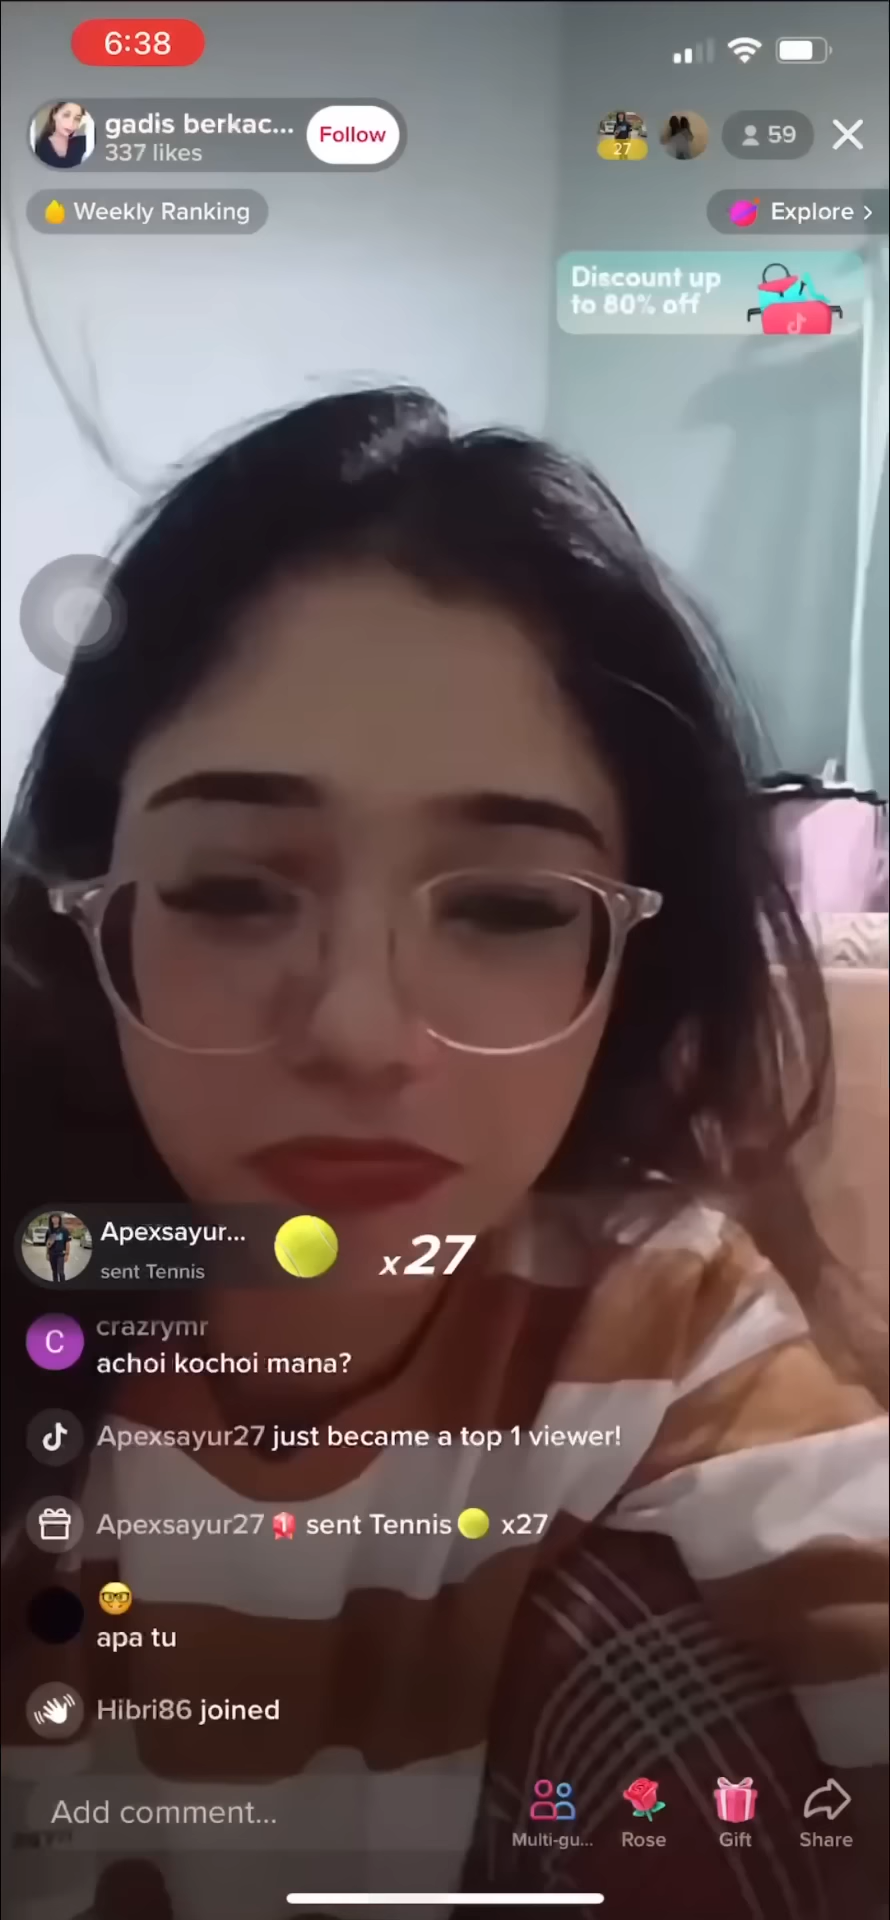 6:38
gadis berkac...
337 likes
Follow
27
59
Weekly Ranking
Explore >
Discount up
to 80% off
Apexsayur...
sent Tennis
x27
C
crazrymr
achoi kochoi mana?
Apexsayur27 just became a top 1 viewer!
Apexsayur27 1 sent Tennis x27
apa tu
Hibri86 joined
Add comment...
Multi-gu...
Rose
Gift
Share